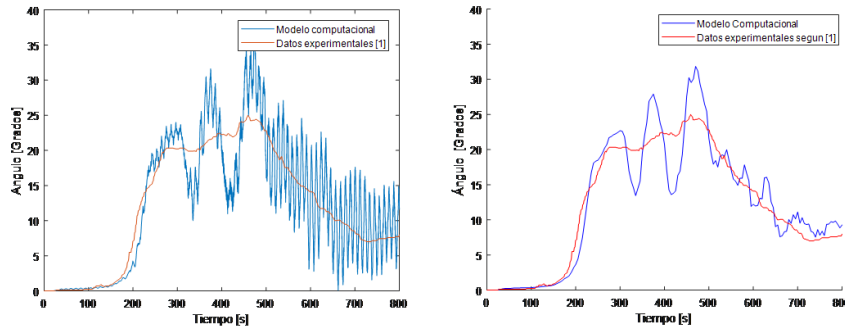 40
35
30
25
20
15
10
5
0
Ángulo [Grados]
Modelo computacional
Datos experimentales [1]
0 100 200 300 400 500 600 700 800
Tiempo [s]
40
35
30
25
20
15
10
5
0
Ángulo [Grados]
Modelo Computacional
Datos experimentales segun [1]
0 100 200 300 400 500 600 700 800
Tiempo [s]